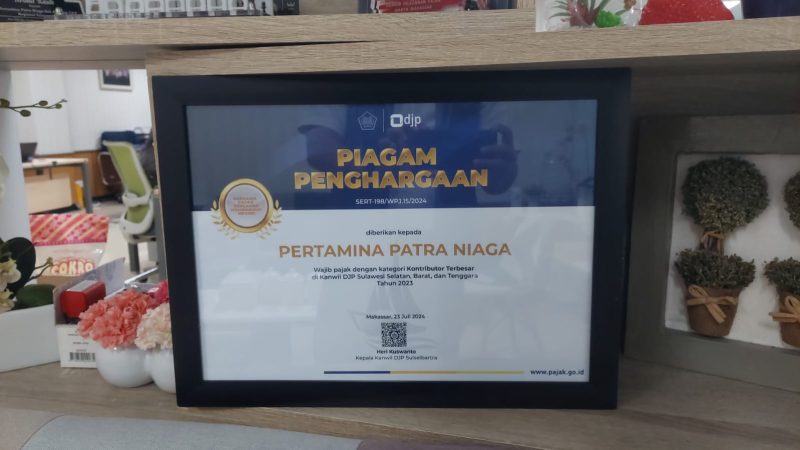 djp
PIAGAM
PENGHARGAAN
SERT-198/WPJ.15/2024
diberikan kepada
PERTAMINA PATRA NIAGA
Wajib pajak dengan kategori Kontributor Terbesar
di Kanwil DJP Sulawesi Selatan, Barat, dan Tenggara
Tahun 2023
Makassar, 23 Juli 2024
Heri Kuswanto
Kepala Kanwil DJP Sulselbartra
www.pajak.go.id